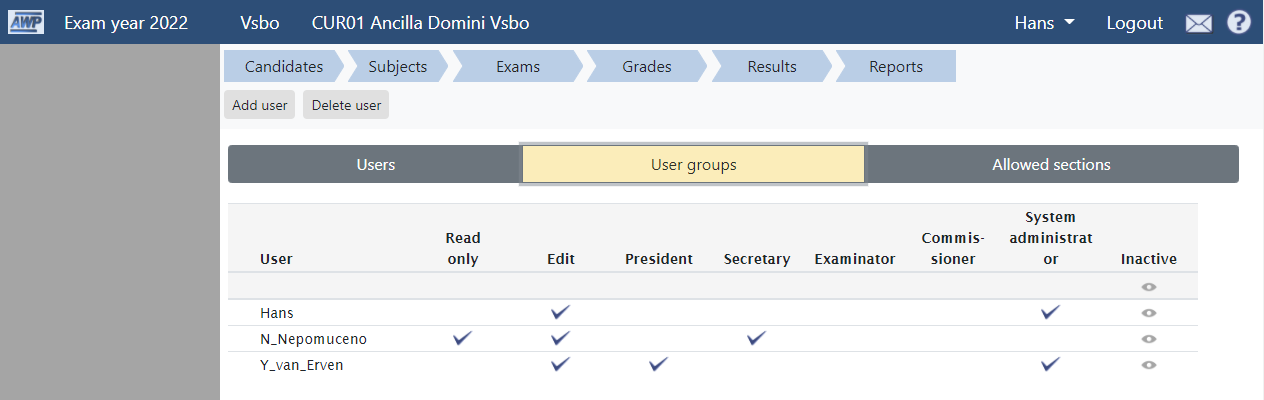 AWP Exam year 2022 Vsbo CUR01 Ancilla Domini Vsbo Hans Logout ?
Candidates Subjects Exams Grades Results Reports
Add user Delete user
Users User groups Allowed sections
User Read only Edit President Secretary Examinator Commis-sioner System administrator Inactive
Hans
N_Nepomuceno
Y_van_Erven